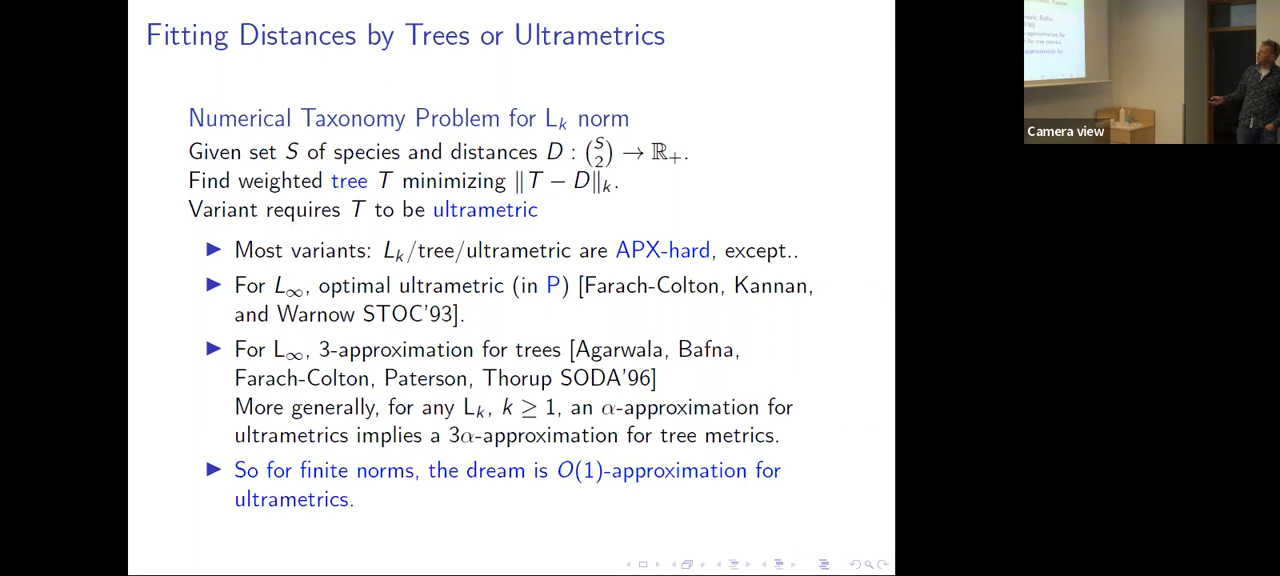 Fitting Distances by Trees or Ultrametrics
Numerical Taxonomy Problem for L_k norm
Given set S of species and distances D : (S 2) → ℝ₊.
Find weighted tree T minimizing ‖T − D‖_k.
Variant requires T to be ultrametric
▶ Most variants: L_k/tree/ultrametric are APX-hard, except..
▶ For L_∞, optimal ultrametric (in P) [Farach-Colton, Kannan,
and Warnow STOC'93].
▶ For L_∞, 3-approximation for trees [Agarwala, Bafna,
Farach-Colton, Paterson, Thorup SODA'96]
More generally, for any L_k, k ≥ 1, an α-approximation for
ultrametrics implies a 3α-approximation for tree metrics.
▶ So for finite norms, the dream is O(1)-approximation for
ultrametrics.
Camera view